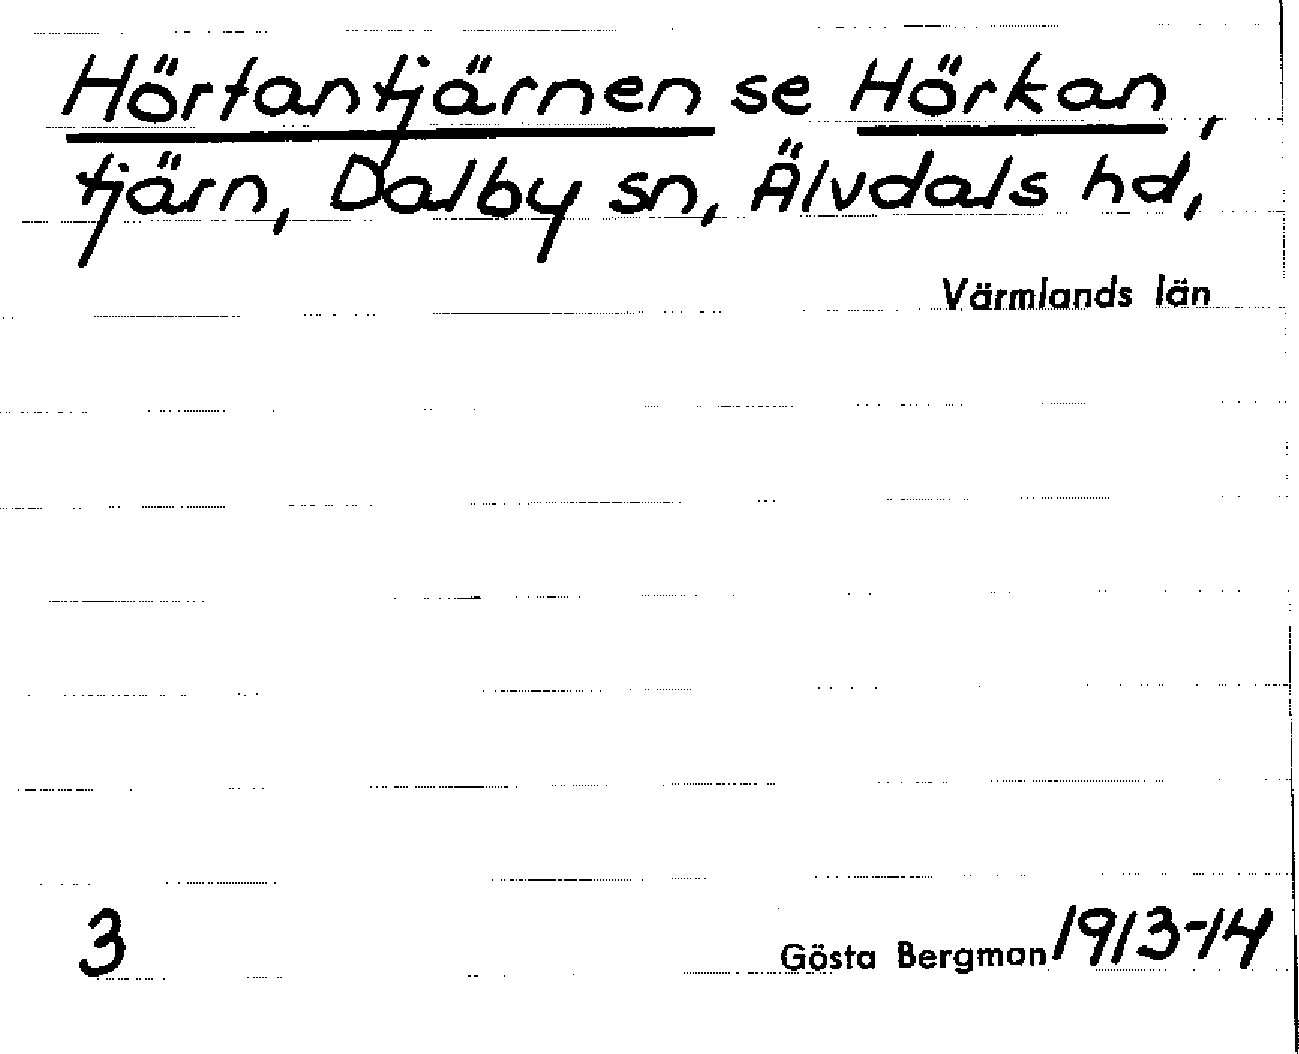 Hörtantjärnen se Hörkan,
tjärn, Dalby sn, Älvdals hd,
Värmlands län
3
Gösta Bergman 1913-14